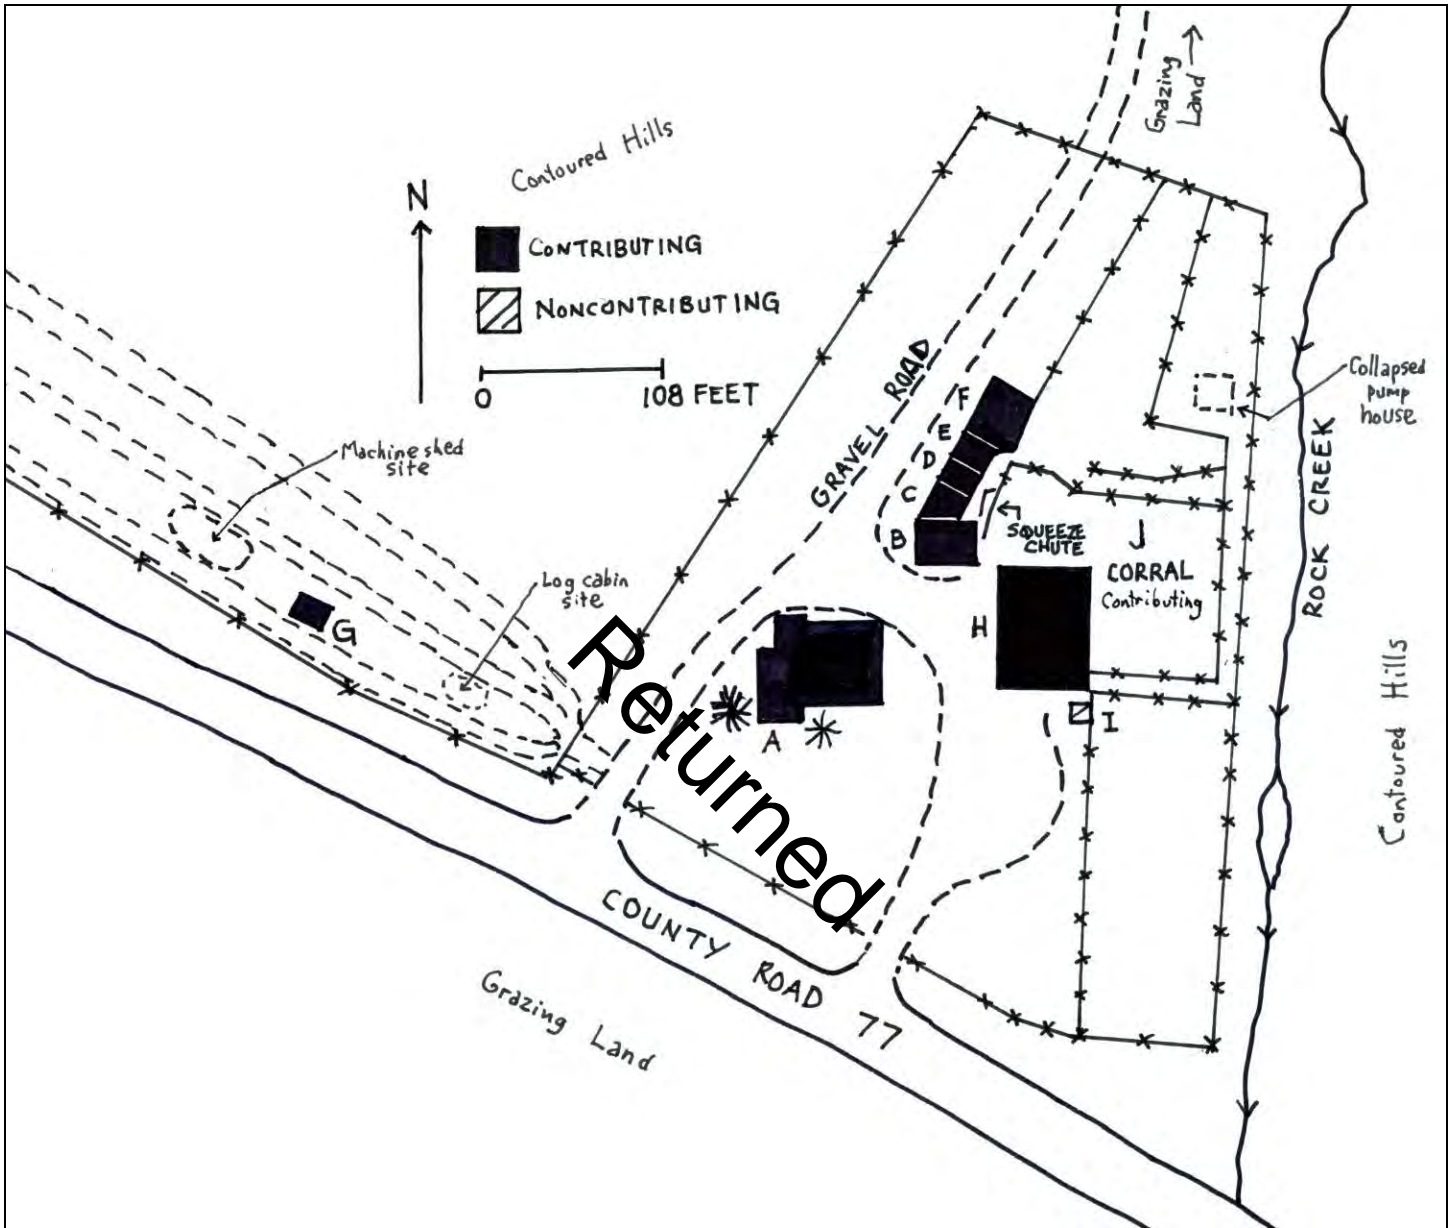 Grazing
Land
Contoured Hills
N
CONTRIBUTING
NONCONTRIBUTING
0
108 FEET
Machine shed
site
Log cabin
site
G
GRAVEL ROAD
F
E
D
C
B
SQUEEZE
CHUTE
J
CORRAL
Contributing
H
I
A
Collapsed
pump
house
ROCK CREEK
Contoured Hills
Returned
COUNTY ROAD 77
Grazing Land